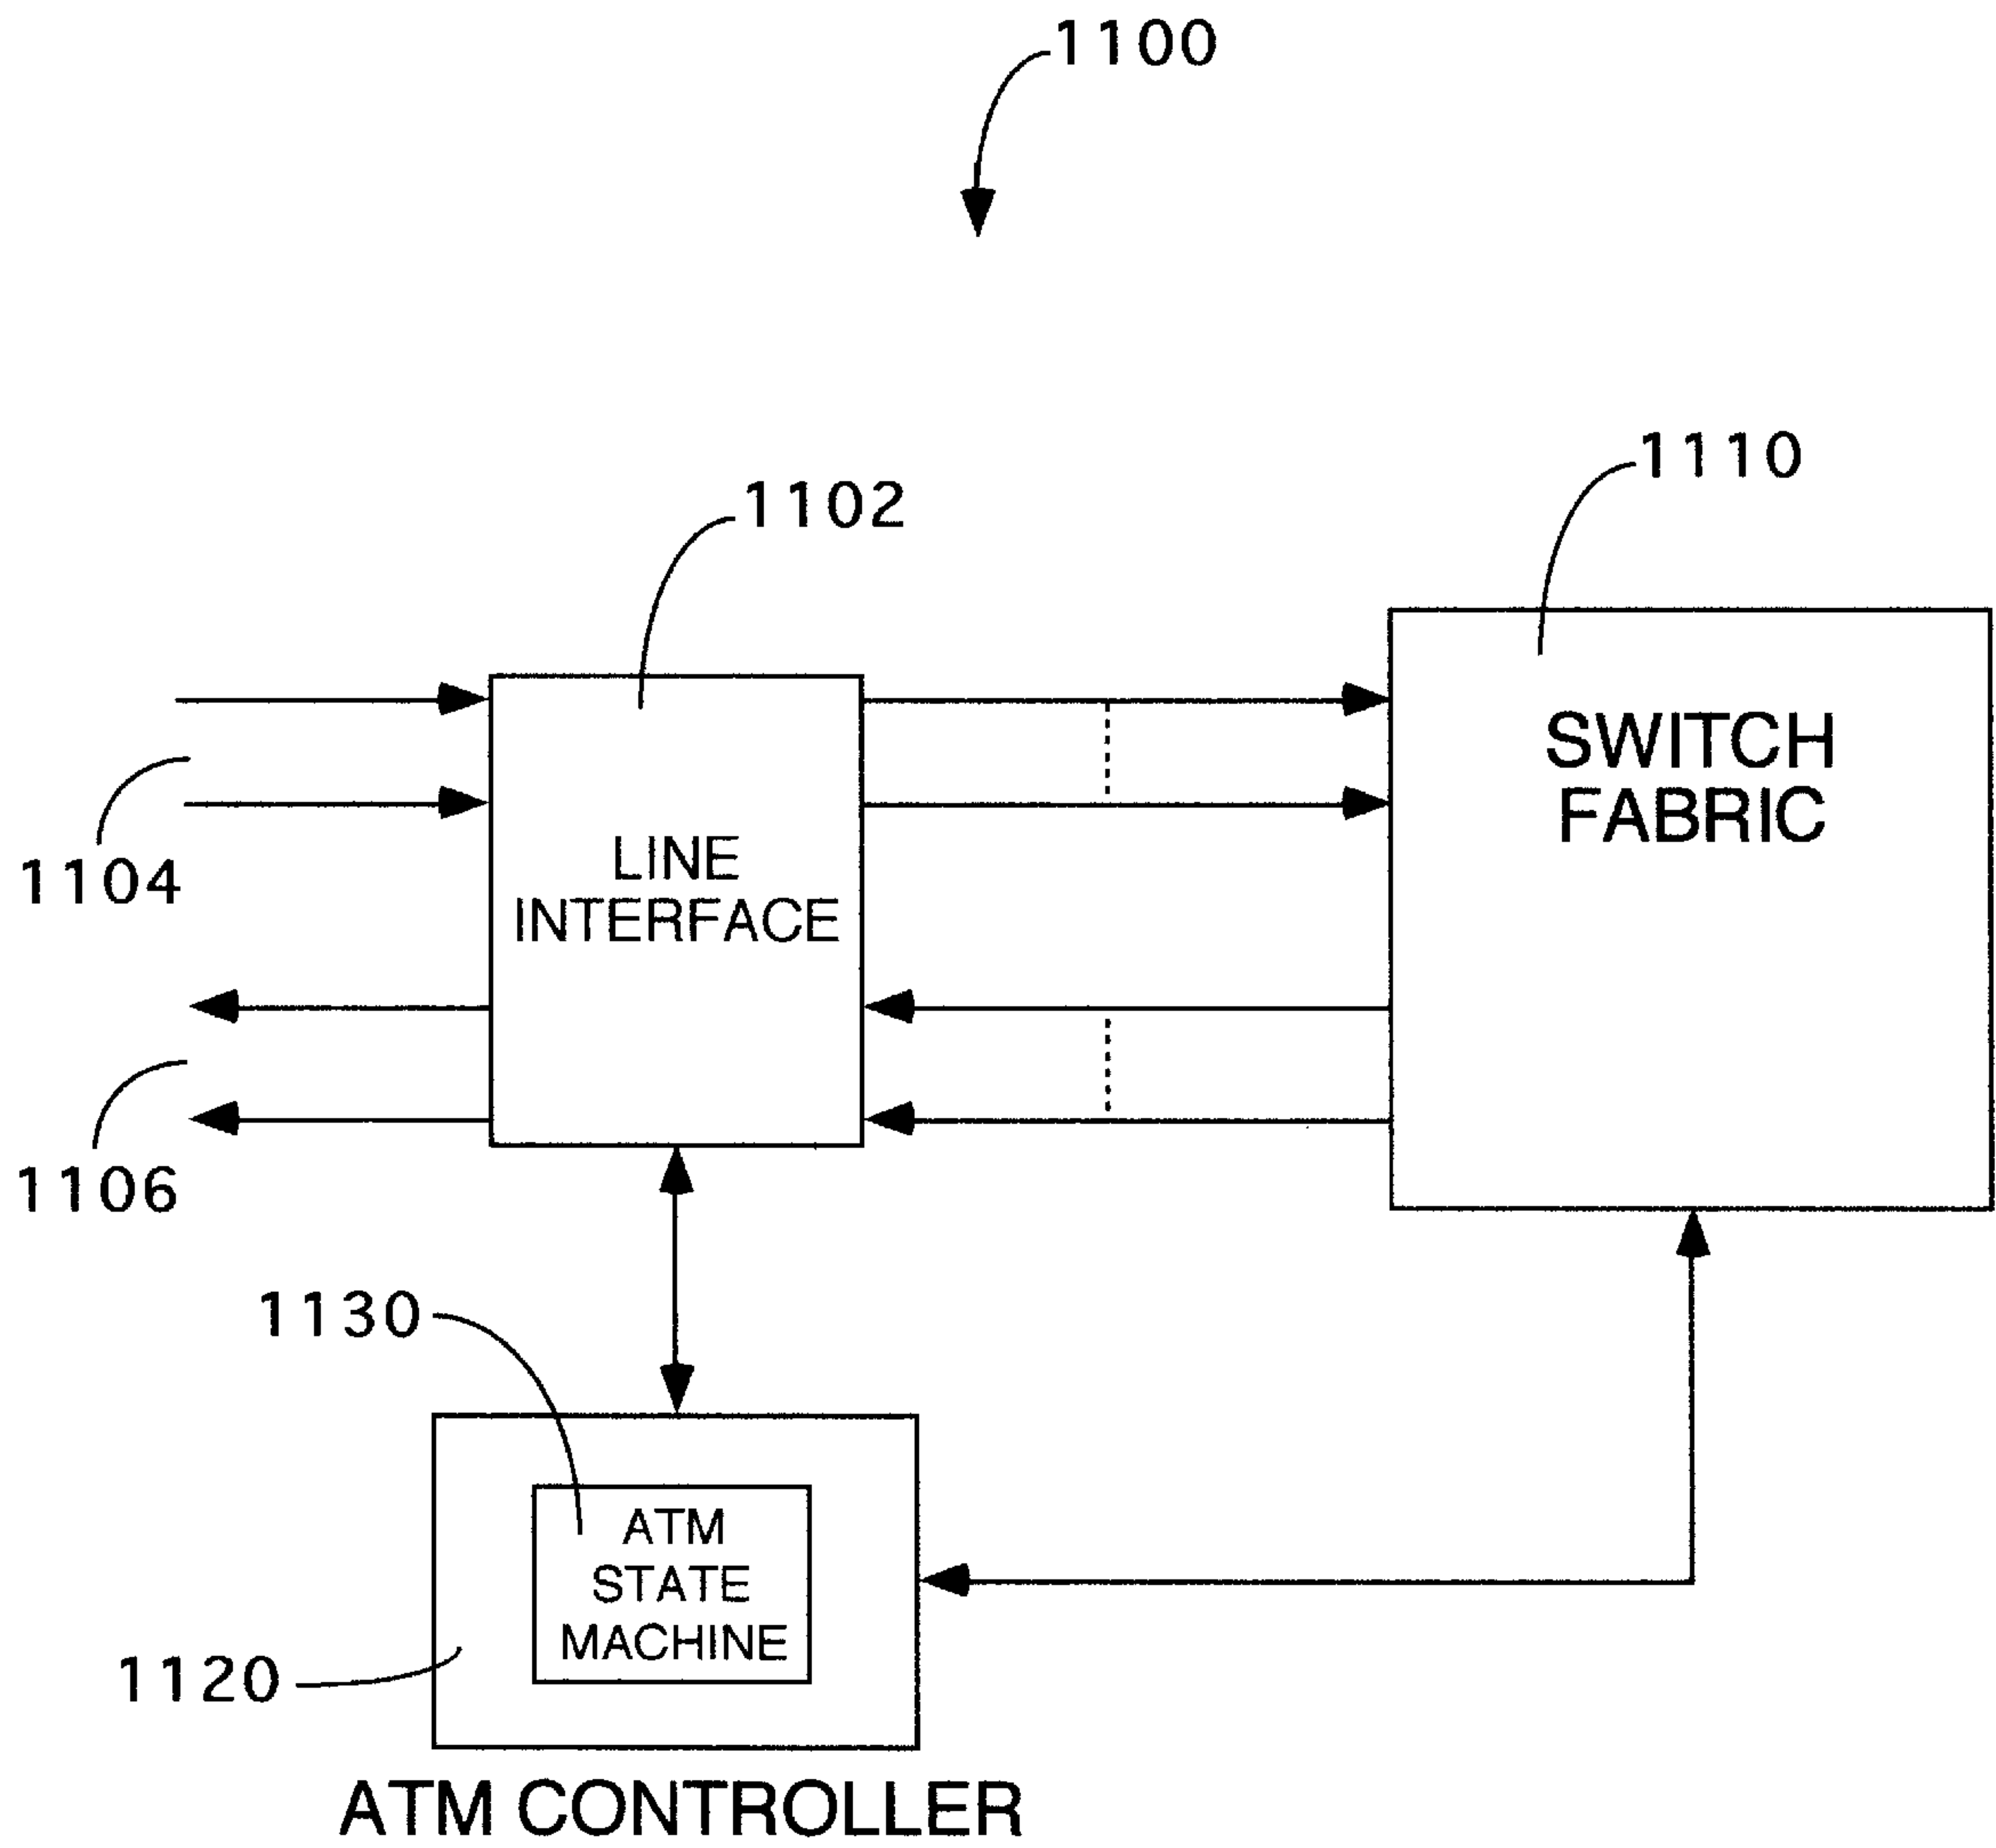 1100
1110
1102
SWITCH
FABRIC
LINE
INTERFACE
1104
1106
1130
ATM
STATE
MACHINE
1120
ATM CONTROLLER